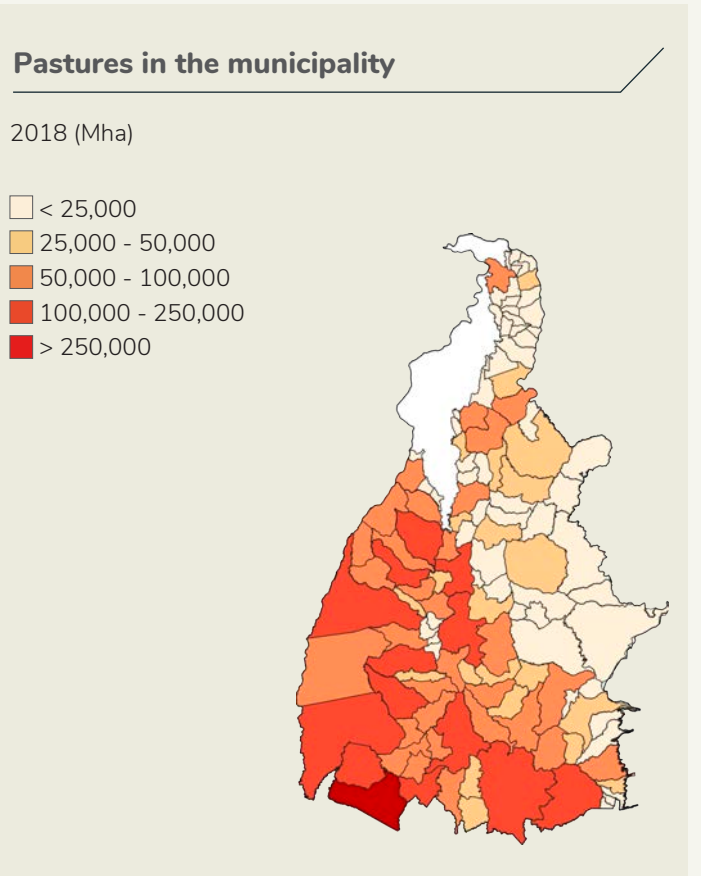 Pastures in the municipality
2018 (Mha)
< 25,000
25,000 - 50,000
50,000 - 100,000
100,000 - 250,000
> 250,000